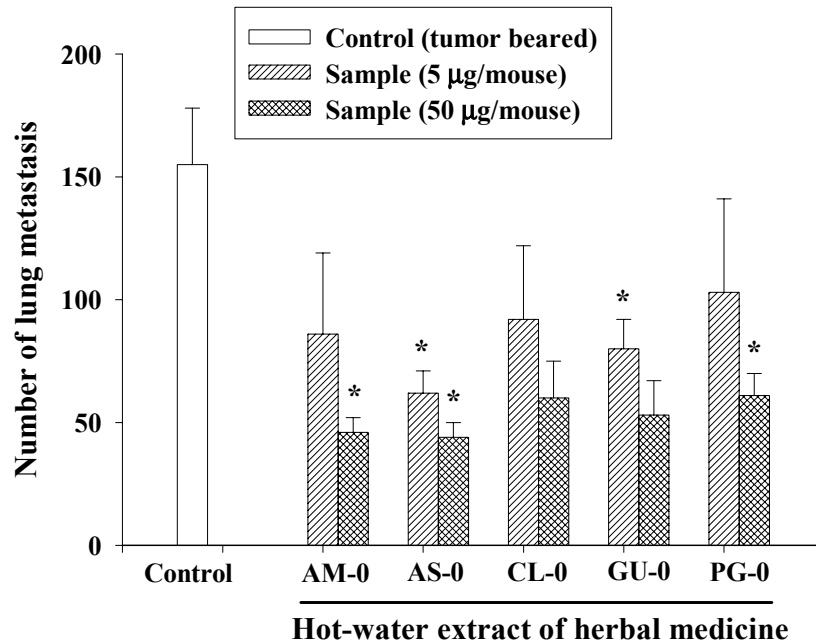 Control (tumor beared)
Sample (5 μg/mouse)
Sample (50 μg/mouse)
Number of lung metastasis
200
150
100
50
0
*
*
*
*
*
Control
AM-0
AS-0
CL-0
GU-0
PG-0
Hot-water extract of herbal medicine